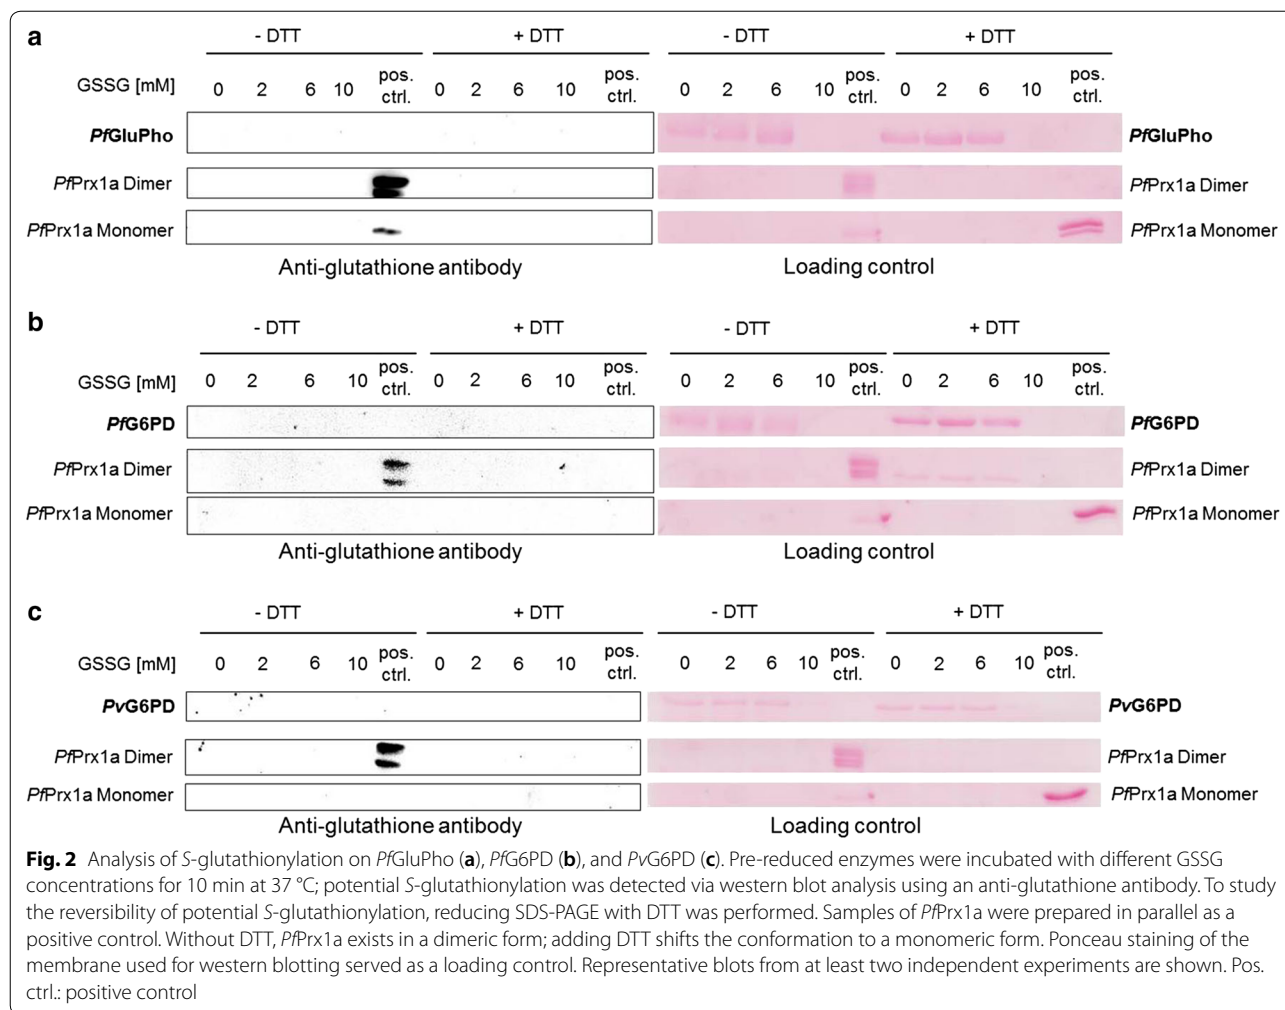 a
- DTT + DTT - DTT + DTT
GSSG [mM] 0 2 6 10 pos. ctrl. 0 2 6 10 pos. ctrl. 0 2 6 10 pos. ctrl. 0 2 6 10 pos. ctrl.
PfGluPho PfGluPho
PfPrx1a Dimer PfPrx1a Dimer
PfPrx1a Monomer PfPrx1a Monomer
Anti-glutathione antibody Loading control
b
- DTT + DTT - DTT + DTT
GSSG [mM] 0 2 6 10 pos. ctrl. 0 2 6 10 pos. ctrl. 0 2 6 10 pos. ctrl. 0 2 6 10 pos. ctrl.
PfG6PD PfG6PD
PfPrx1a Dimer PfPrx1a Dimer
PfPrx1a Monomer PfPrx1a Monomer
Anti-glutathione antibody Loading control
c
- DTT + DTT - DTT + DTT
GSSG [mM] 0 2 6 10 pos. ctrl. 0 2 6 10 pos. ctrl. 0 2 6 10 pos. ctrl. 0 2 6 10 pos. ctrl.
PvG6PD PvG6PD
PfPrx1a Dimer PfPrx1a Dimer
PfPrx1a Monomer PfPrx1a Monomer
Anti-glutathione antibody Loading control
Fig. 2 Analysis of S-glutathionylation on PfGluPho (a), PfG6PD (b), and PvG6PD (c). Pre-reduced enzymes were incubated with different GSSG
concentrations for 10 min at 37 °C; potential S-glutathionylation was detected via western blot analysis using an anti-glutathione antibody. To study
the reversibility of potential S-glutathionylation, reducing SDS-PAGE with DTT was performed. Samples of PfPrx1a were prepared in parallel as a
positive control. Without DTT, PfPrx1a exists in a dimeric form; adding DTT shifts the conformation to a monomeric form. Ponceau staining of the
membrane used for western blotting served as a loading control. Representative blots from at least two independent experiments are shown. Pos.
ctrl.: positive control